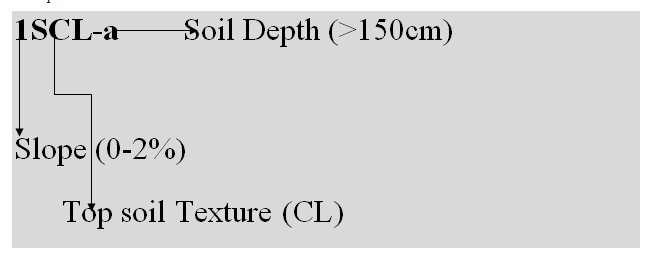 1SCL-a Soil Depth (>150cm)
Slope (0-2%)
Top soil Texture (CL)